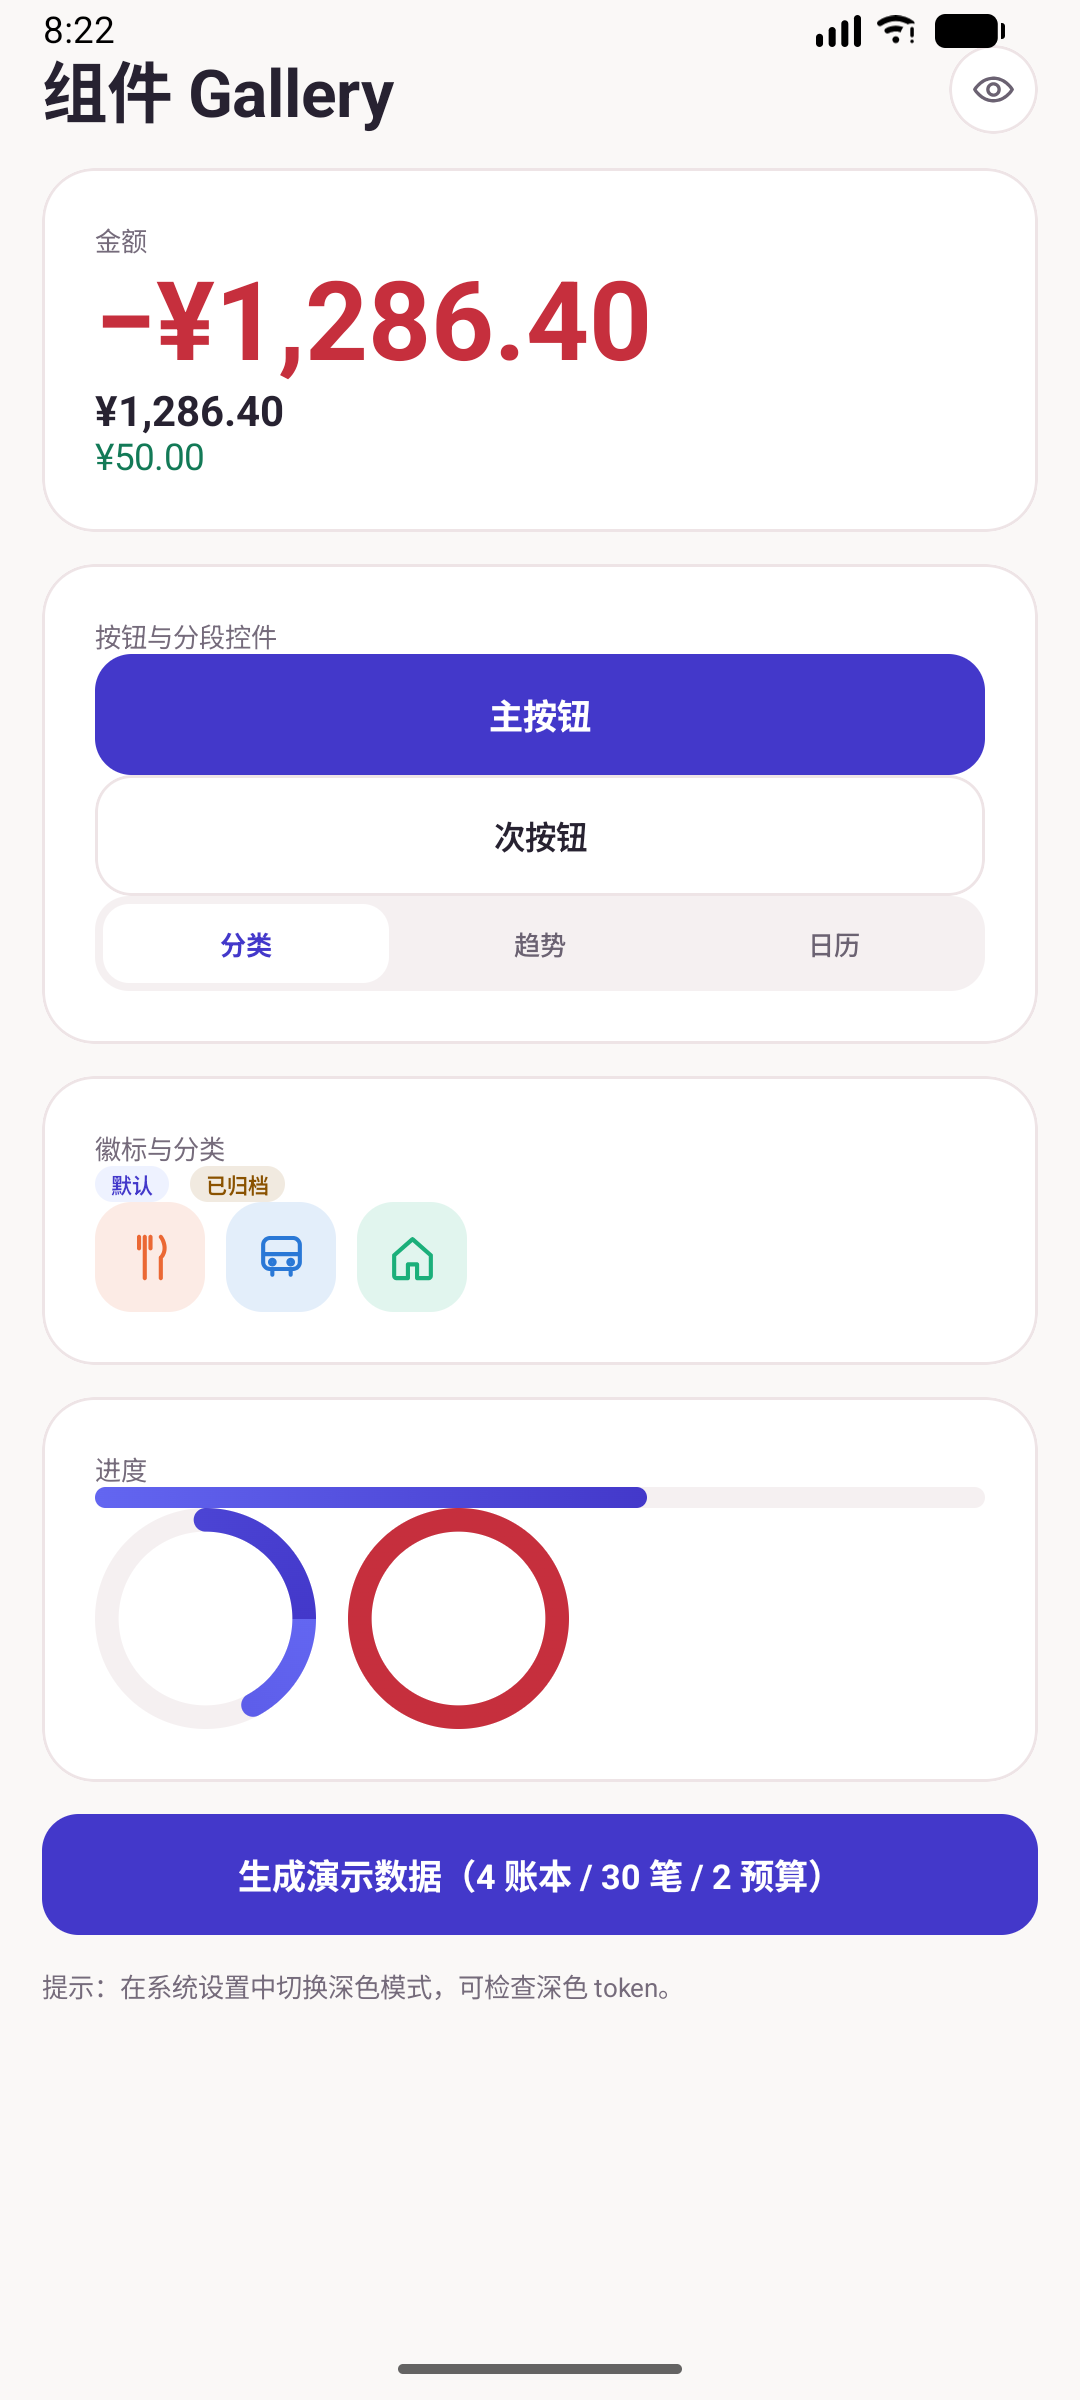 8:22
组件 Gallery
金额
−¥1,286.40
¥1,286.40
¥50.00
按钮与分段控件
主按钮
次按钮
分类 趋势 日历
徽标与分类
默认 已归档
进度
生成演示数据（4 账本 / 30 笔 / 2 预算）
提示：在系统设置中切换深色模式，可检查深色 token。